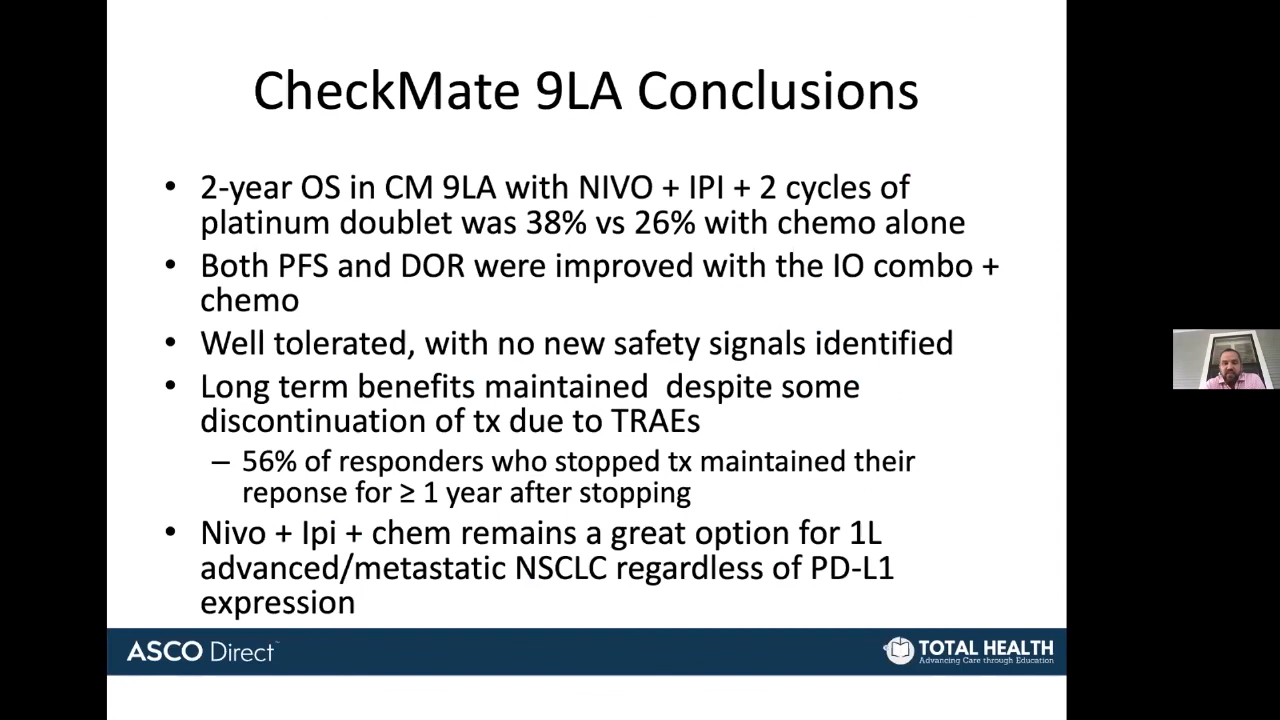 CheckMate 9LA Conclusions
• 2-year OS in CM 9LA with NIVO + IPI + 2 cycles of
platinum doublet was 38% vs 26% with chemo alone
• Both PFS and DOR were improved with the IO combo +
chemo
• Well tolerated, with no new safety signals identified
• Long term benefits maintained  despite some
discontinuation of tx due to TRAEs
– 56% of responders who stopped tx maintained their
reponse for ≥ 1 year after stopping
• Nivo + Ipi + chem remains a great option for 1L
advanced/metastatic NSCLC regardless of PD-L1
expression
ASCO Direct™
TOTAL HEALTH
Advancing Care through Education